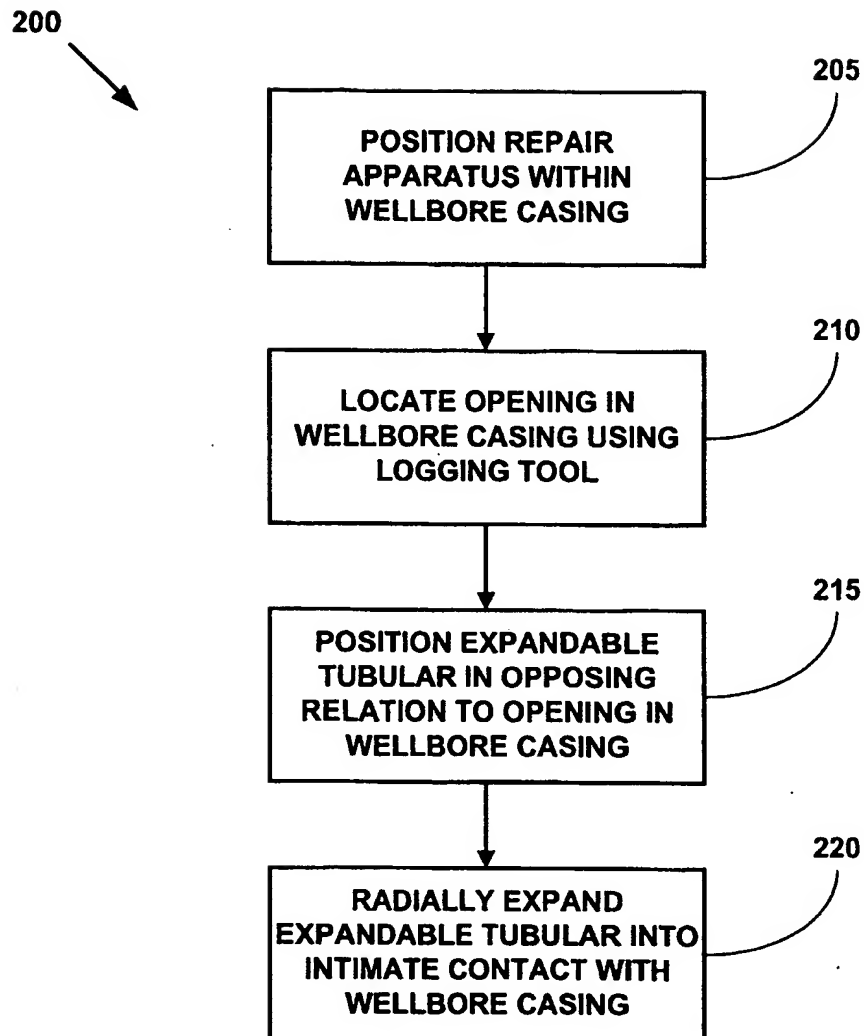 200
205
POSITION REPAIR
APPARATUS WITHIN
WELLBORE CASING
210
LOCATE OPENING IN
WELLBORE CASING USING
LOGGING TOOL
215
POSITION EXPANDABLE
TUBULAR IN OPPOSING
RELATION TO OPENING IN
WELLBORE CASING
220
RADIALLY EXPAND
EXPANDABLE TUBULAR INTO
INTIMATE CONTACT WITH
WELLBORE CASING